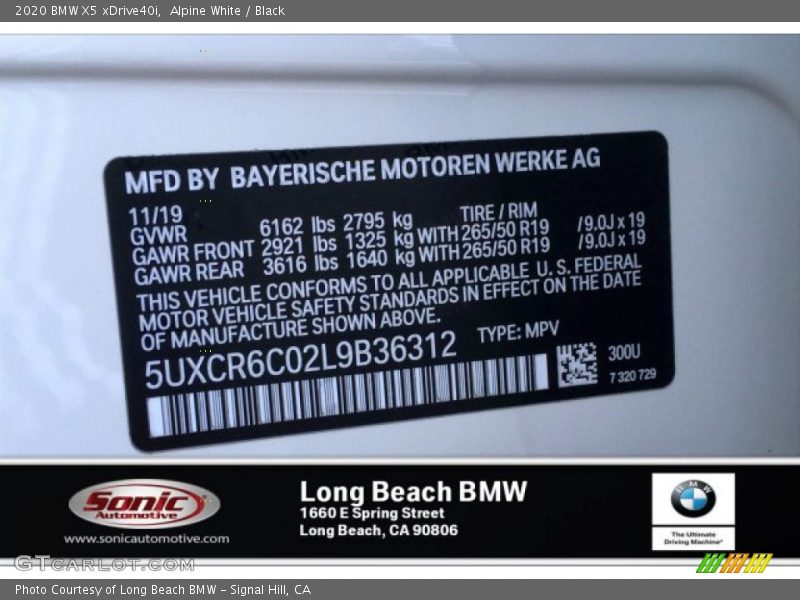 2020 BMW X5 xDrive40i,  Alpine White / Black
MFD BY BAYERISCHE MOTOREN WERKE AG
11/19 TIRE / RIM
GVWR 6162 lbs 2795 kg
GAWR FRONT 2921 lbs 1325 kg WITH 265/50 R19 /9.0J x 19
GAWR REAR 3616 lbs 1640 kg WITH 265/50 R19 /9.0J x 19
THIS VEHICLE CONFORMS TO ALL APPLICABLE U.S. FEDERAL
MOTOR VEHICLE SAFETY STANDARDS IN EFFECT ON THE DATE
OF MANUFACTURE SHOWN ABOVE.
5UXCR6C02L9B36312 TYPE: MPV
300U
7 320 729
Sonic
Automotive
www.sonicautomotive.com
Long Beach BMW
1660 E Spring Street
Long Beach, CA 90806
BMW
The Ultimate
Driving Machine®
GTcarlot.com
Photo Courtesy of Long Beach BMW - Signal Hill, CA